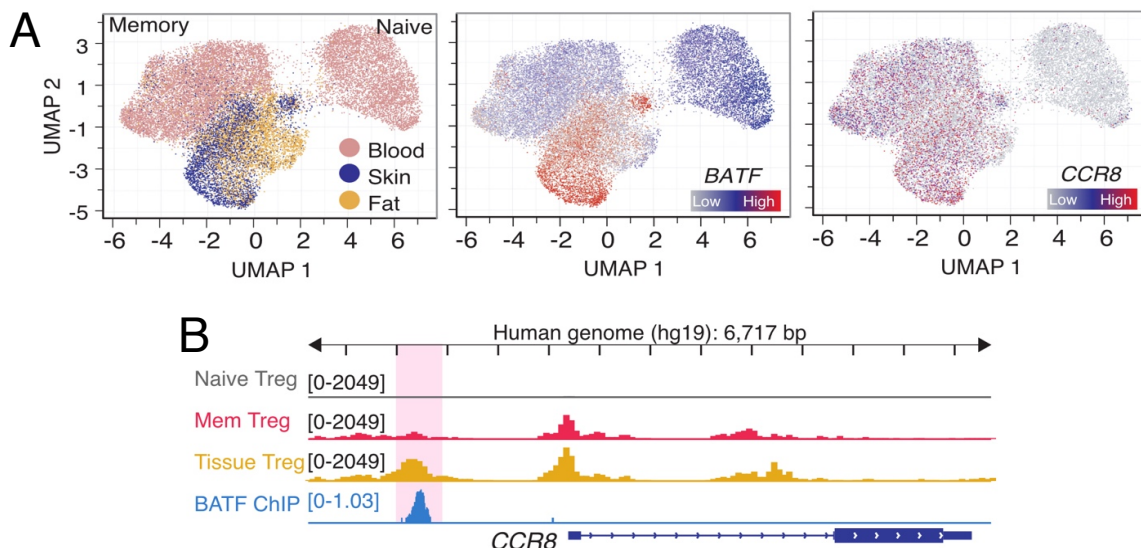 A
Memory
Naive
3
1
-1
-3
-5
UMAP 2
Blood
Skin
Fat
-6 -4 -2 0 2 4 6
UMAP 1
BATF
Low High
-6 -4 -2 0 2 4 6
UMAP 1
CCR8
Low High
-6 -4 -2 0 2 4 6
UMAP 1
B
Human genome (hg19): 6,717 bp
Naive Treg [0-2049]
Mem Treg [0-2049]
Tissue Treg [0-2049]
BATF ChIP [0-1.03]
CCR8